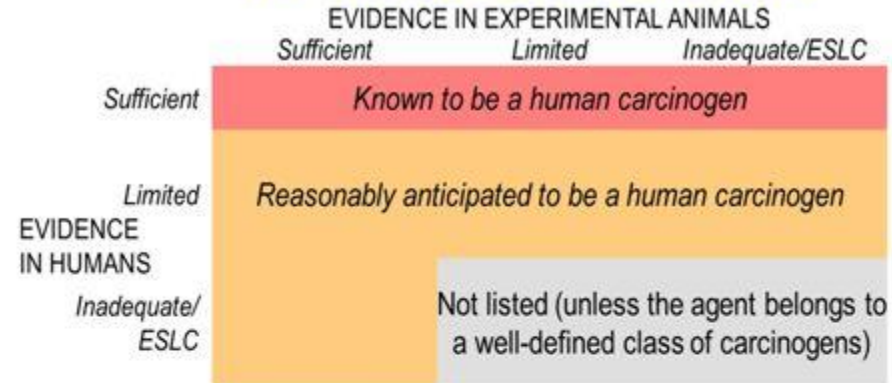 EVIDENCE IN EXPERIMENTAL ANIMALS
Sufficient Limited Inadequate/ESLC
Sufficient Known to be a human carcinogen
Limited Reasonably anticipated to be a human carcinogen
EVIDENCE
IN HUMANS
Inadequate/ Not listed (unless the agent belongs to
ESLC a well-defined class of carcinogens)